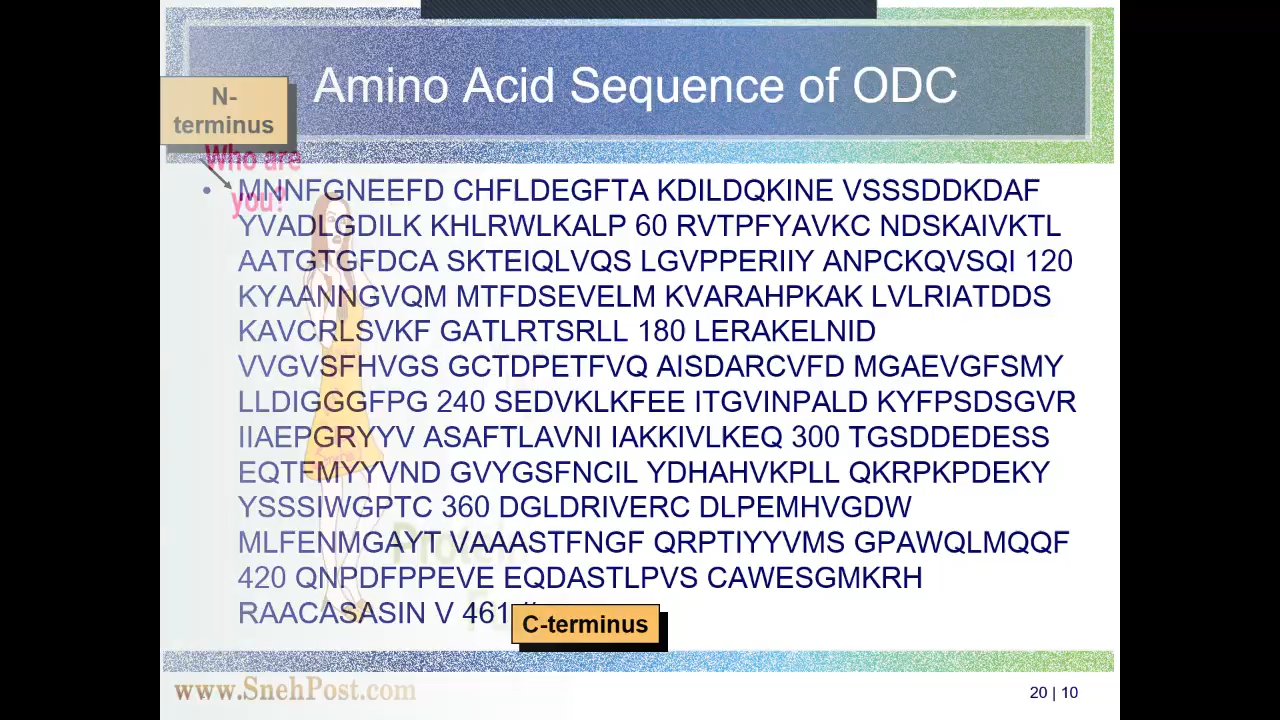 Amino Acid Sequence of ODC
N-
terminus
Who are
you?
• MNNFGNEEFD CHFLDEGFTA KDILDQKINE VSSSDDKDAF
YVADLGDILK KHLRWLKALP 60 RVTPFYAVKC NDSKAIVKTL
AATGTGFDCA SKTEIQLVQS LGVPPERIIY ANPCKQVSQI 120
KYAANNGVQM MTFDSEVELM KVARAHPKAK LVLRIATDDS
KAVCRLSVKF GATLRTSRLL 180 LERAKELNID
VVGVSFHVGS GCTDPETFVQ AISDARCVFD MGAEVGFSMY
LLDIGGGFPG 240 SEDVKLKFEE ITGVINPALD KYFPSDSGVR
IIAEPGRYYV ASAFTLAVNI IAKKIVLKEQ 300 TGSDDEDESS
EQTFMYYVND GVYGSFNCIL YDHAHVKPLL QKRPKPDEKY
YSSSIWGPTC 360 DGLDRIVERC DLPEMHVGDW
MLFENMGAYT VAAASTFNGF QRPTIYYVMS GPAWQLMQQF
420 QNPDFPPEVE EQDASTLPVS CAWESGMKRH
RAACASASIN V 461
C-terminus
www.SnehPost.com
20 | 10